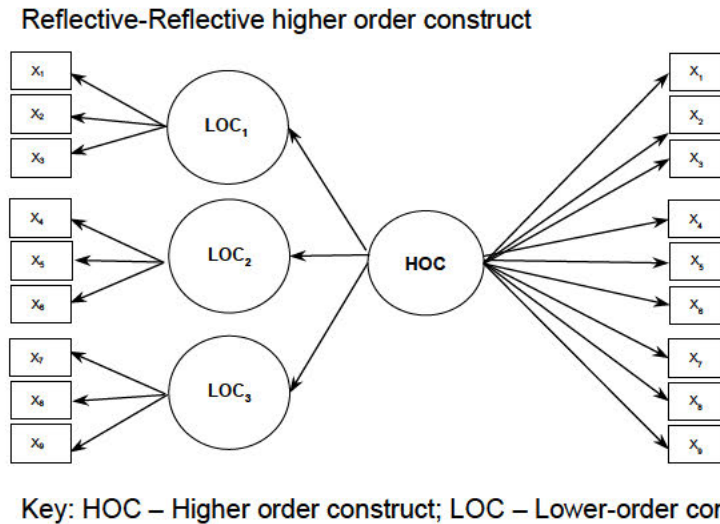 Reflective-Reflective higher order construct
X₁
X₂
X₃
LOC₁
X₄
X₅
X₆
LOC₂
X₇
X₈
X₉
LOC₃
HOC
X₁
X₂
X₃
X₄
X₅
X₆
X₇
X₈
X₉
Key: HOC – Higher order construct; LOC – Lower-order con